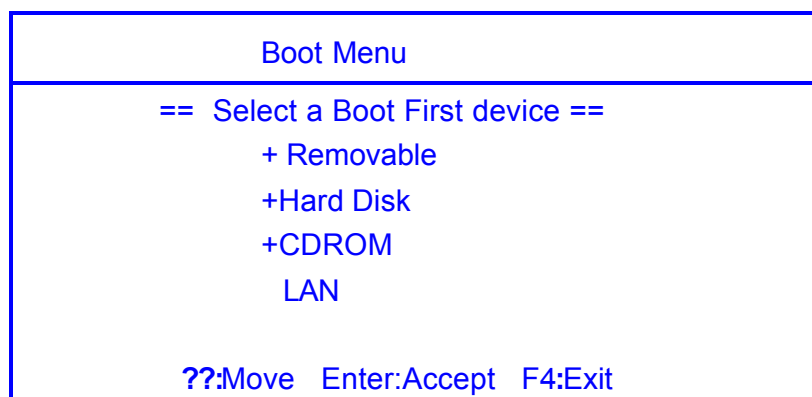 Boot Menu
== Select a Boot First device ==
+ Removable
+Hard Disk
+CDROM
LAN
??:Move Enter:Accept F4:Exit